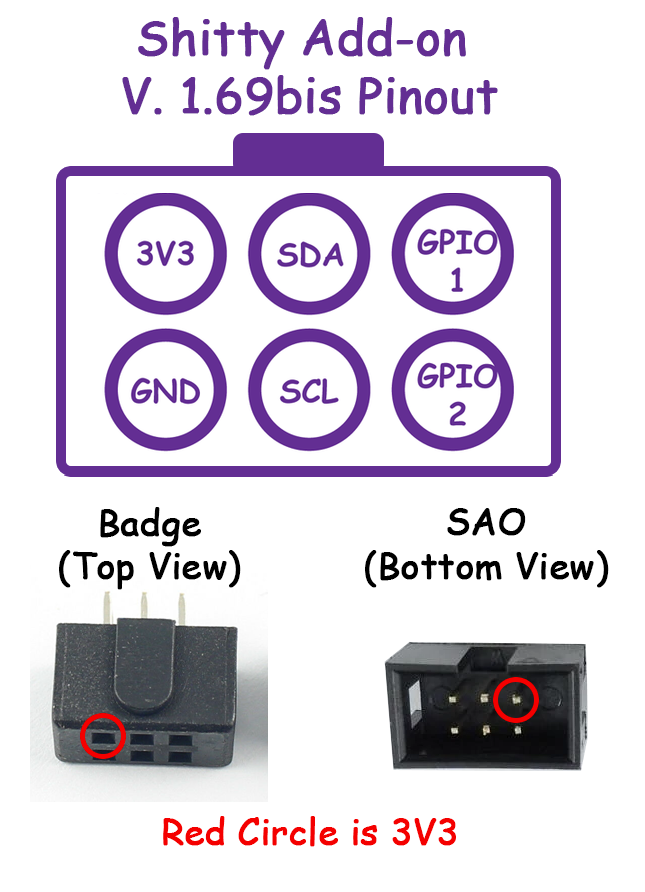 Shitty Add-on
V. 1.69bis Pinout
3V3
SDA
GPIO
1
GND
SCL
GPIO
2
Badge
(Top View)
SAO
(Bottom View)
Red Circle is 3V3